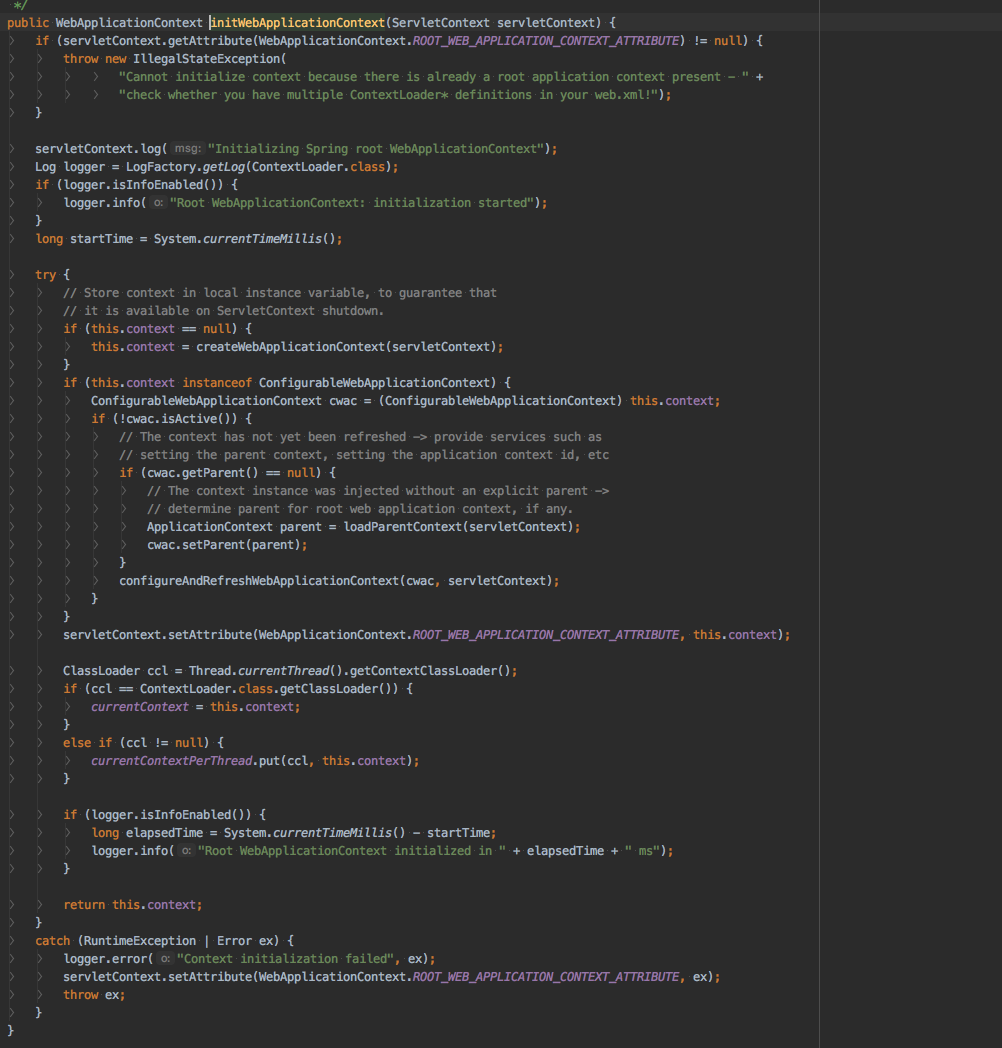 */
public WebApplicationContext initWebApplicationContext(ServletContext servletContext) {
if (servletContext.getAttribute(WebApplicationContext.ROOT_WEB_APPLICATION_CONTEXT_ATTRIBUTE) != null) {
throw new IllegalStateException(
"Cannot initialize context because there is already a root application context present - " +
"check whether you have multiple ContextLoader* definitions in your web.xml!");
}
servletContext.log( msg: "Initializing Spring root WebApplicationContext");
Log logger = LogFactory.getLog(ContextLoader.class);
if (logger.isInfoEnabled()) {
logger.info( o: "Root WebApplicationContext: initialization started");
}
long startTime = System.currentTimeMillis();
try {
// Store context in local instance variable, to guarantee that
// it is available on ServletContext shutdown.
if (this.context == null) {
this.context = createWebApplicationContext(servletContext);
}
if (this.context instanceof ConfigurableWebApplicationContext) {
ConfigurableWebApplicationContext cwac = (ConfigurableWebApplicationContext) this.context;
if (!cwac.isActive()) {
// The context has not yet been refreshed -> provide services such as
// setting the parent context, setting the application context id, etc
if (cwac.getParent() == null) {
// The context instance was injected without an explicit parent ->
// determine parent for root web application context, if any.
ApplicationContext parent = loadParentContext(servletContext);
cwac.setParent(parent);
}
configureAndRefreshWebApplicationContext(cwac, servletContext);
}
}
servletContext.setAttribute(WebApplicationContext.ROOT_WEB_APPLICATION_CONTEXT_ATTRIBUTE, this.context);
ClassLoader ccl = Thread.currentThread().getContextClassLoader();
if (ccl == ContextLoader.class.getClassLoader()) {
currentContext = this.context;
}
else if (ccl != null) {
currentContextPerThread.put(ccl, this.context);
}
if (logger.isInfoEnabled()) {
long elapsedTime = System.currentTimeMillis() - startTime;
logger.info( o: "Root WebApplicationContext initialized in " + elapsedTime + " ms");
}
return this.context;
}
catch (RuntimeException | Error ex) {
logger.error( o: "Context initialization failed", ex);
servletContext.setAttribute(WebApplicationContext.ROOT_WEB_APPLICATION_CONTEXT_ATTRIBUTE, ex);
throw ex;
}
}